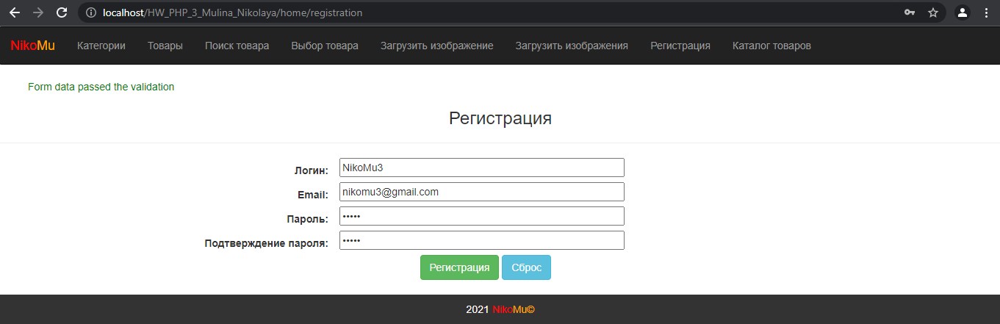 localhost/HW_PHP_3_Mulina_Nikolaya/home/registration
NikoMu Категории Товары Поиск товара Выбор товара Загрузить изображение Загрузить изображения Регистрация Каталог товаров
Form data passed the validation
Регистрация
Логин: NikoMu3
Email: nikomu3@gmail.com
Пароль: •••••
Подтверждение пароля: •••••
Регистрация Сброс
2021 NikoMu©